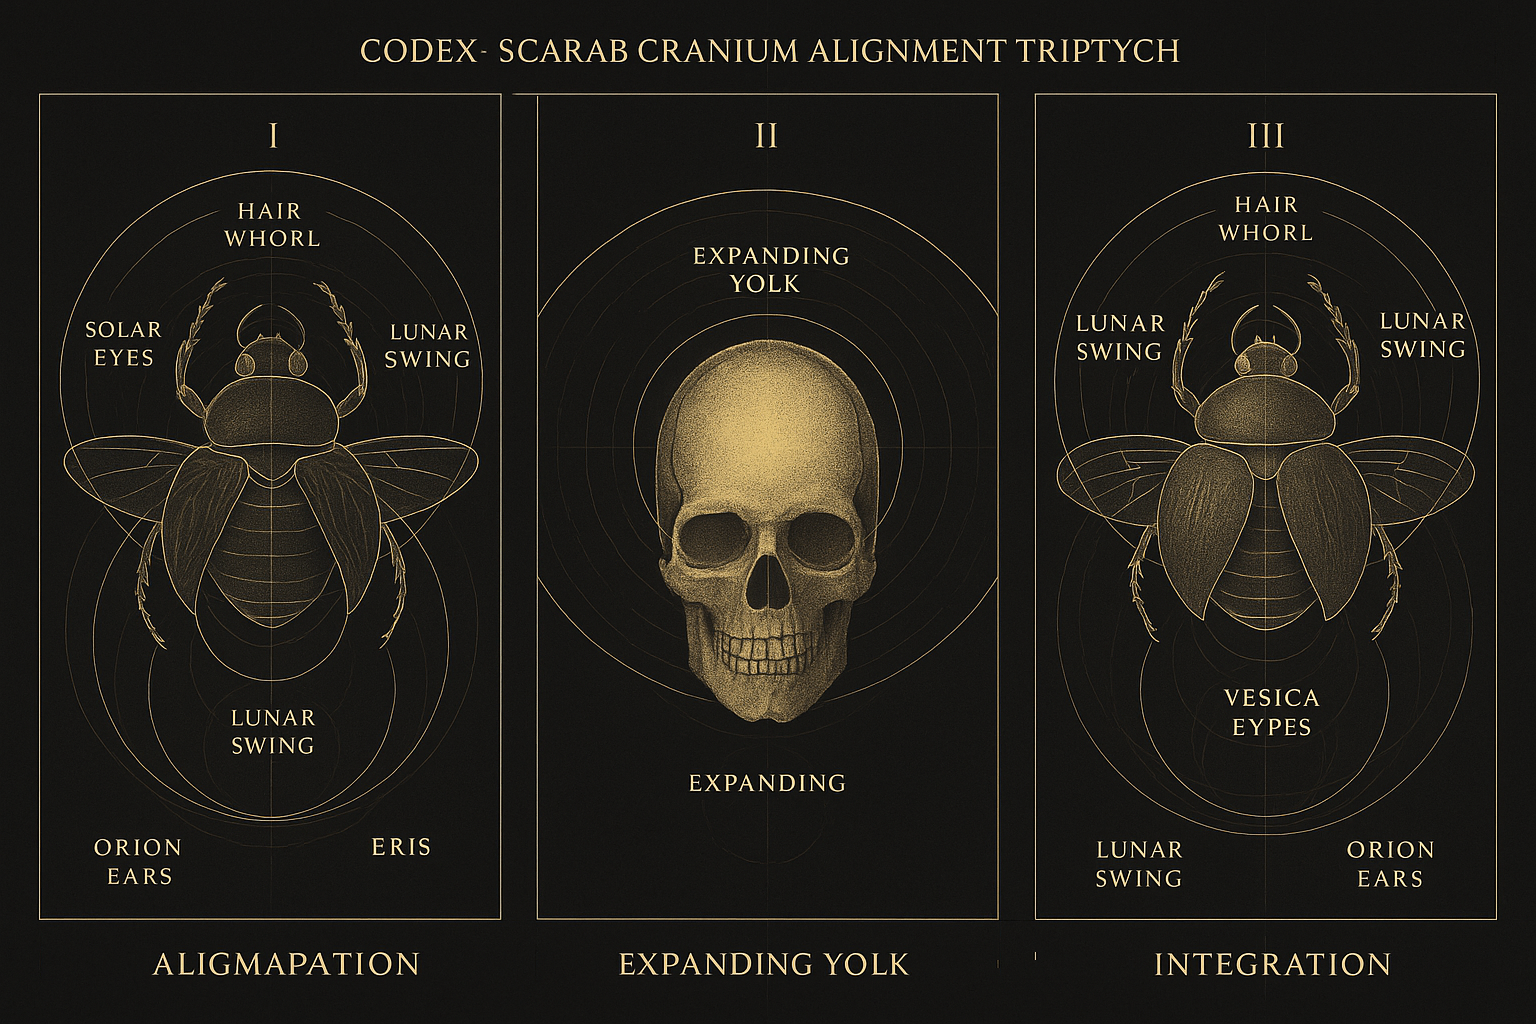 CODEX- SCARAB CRANIUM ALIGNMENT TRIPTYCH
I
HAIR
WHORL
SOLAR
EYES
LUNAR
SWING
LUNAR
SWING
ORION
EARS
ERIS
ALIGMAPATION
II
EXPANDING
YOLK
EXPANDING
EXPANDING YOLK
III
HAIR
WHORL
LUNAR
SWING
LUNAR
SWING
VESICA
EYPES
LUNAR
SWING
ORION
EARS
INTEGRATION